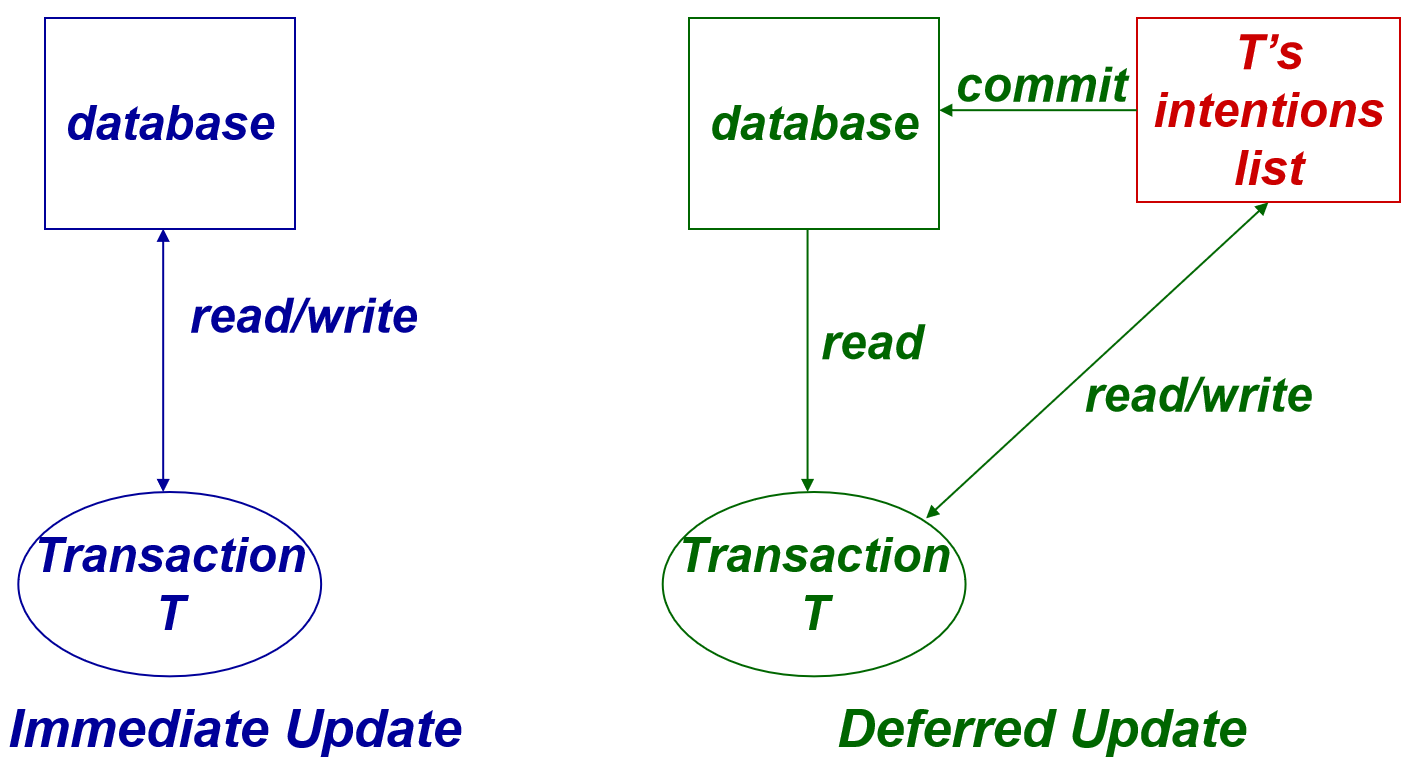 database
read/write
Transaction
T
Immediate Update
database
commit
T’s
intentions
list
read
read/write
Transaction
T
Deferred Update